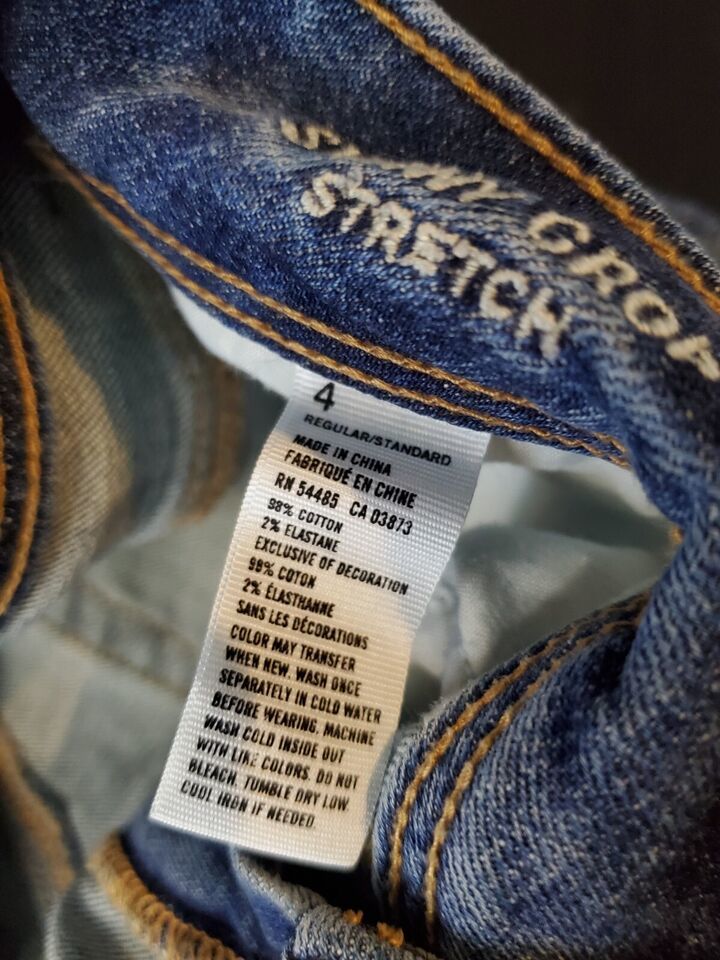 STRETCH
4
REGULAR/STANDARD
MADE IN CHINA
FABRIQUÉ EN CHINE
RN 54485 CA 03873
98% COTTON
2% ELASTANE
EXCLUSIVE OF DECORATION
98% COTON
2% ÉLASTHANNE
SANS LES DÉCORATIONS
COLOR MAY TRANSFER
WHEN NEW. WASH ONCE
SEPARATELY IN COLD WATER
BEFORE WEARING. MACHINE
WASH COLD INSIDE OUT
WITH LIKE COLORS. DO NOT
BLEACH. TUMBLE DRY LOW.
COOL IRON IF NEEDED.